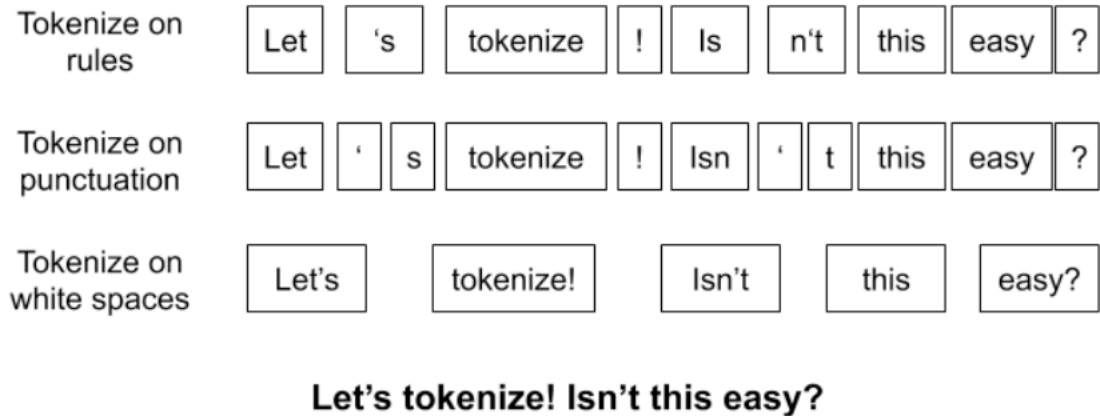 Tokenize on
rules
Let ‘s tokenize ! Is n‘t this easy ?
Tokenize on
punctuation
Let ‘ s tokenize ! Isn ‘ t this easy ?
Tokenize on
white spaces
Let’s tokenize! Isn’t this easy?
Let’s tokenize! Isn’t this easy?